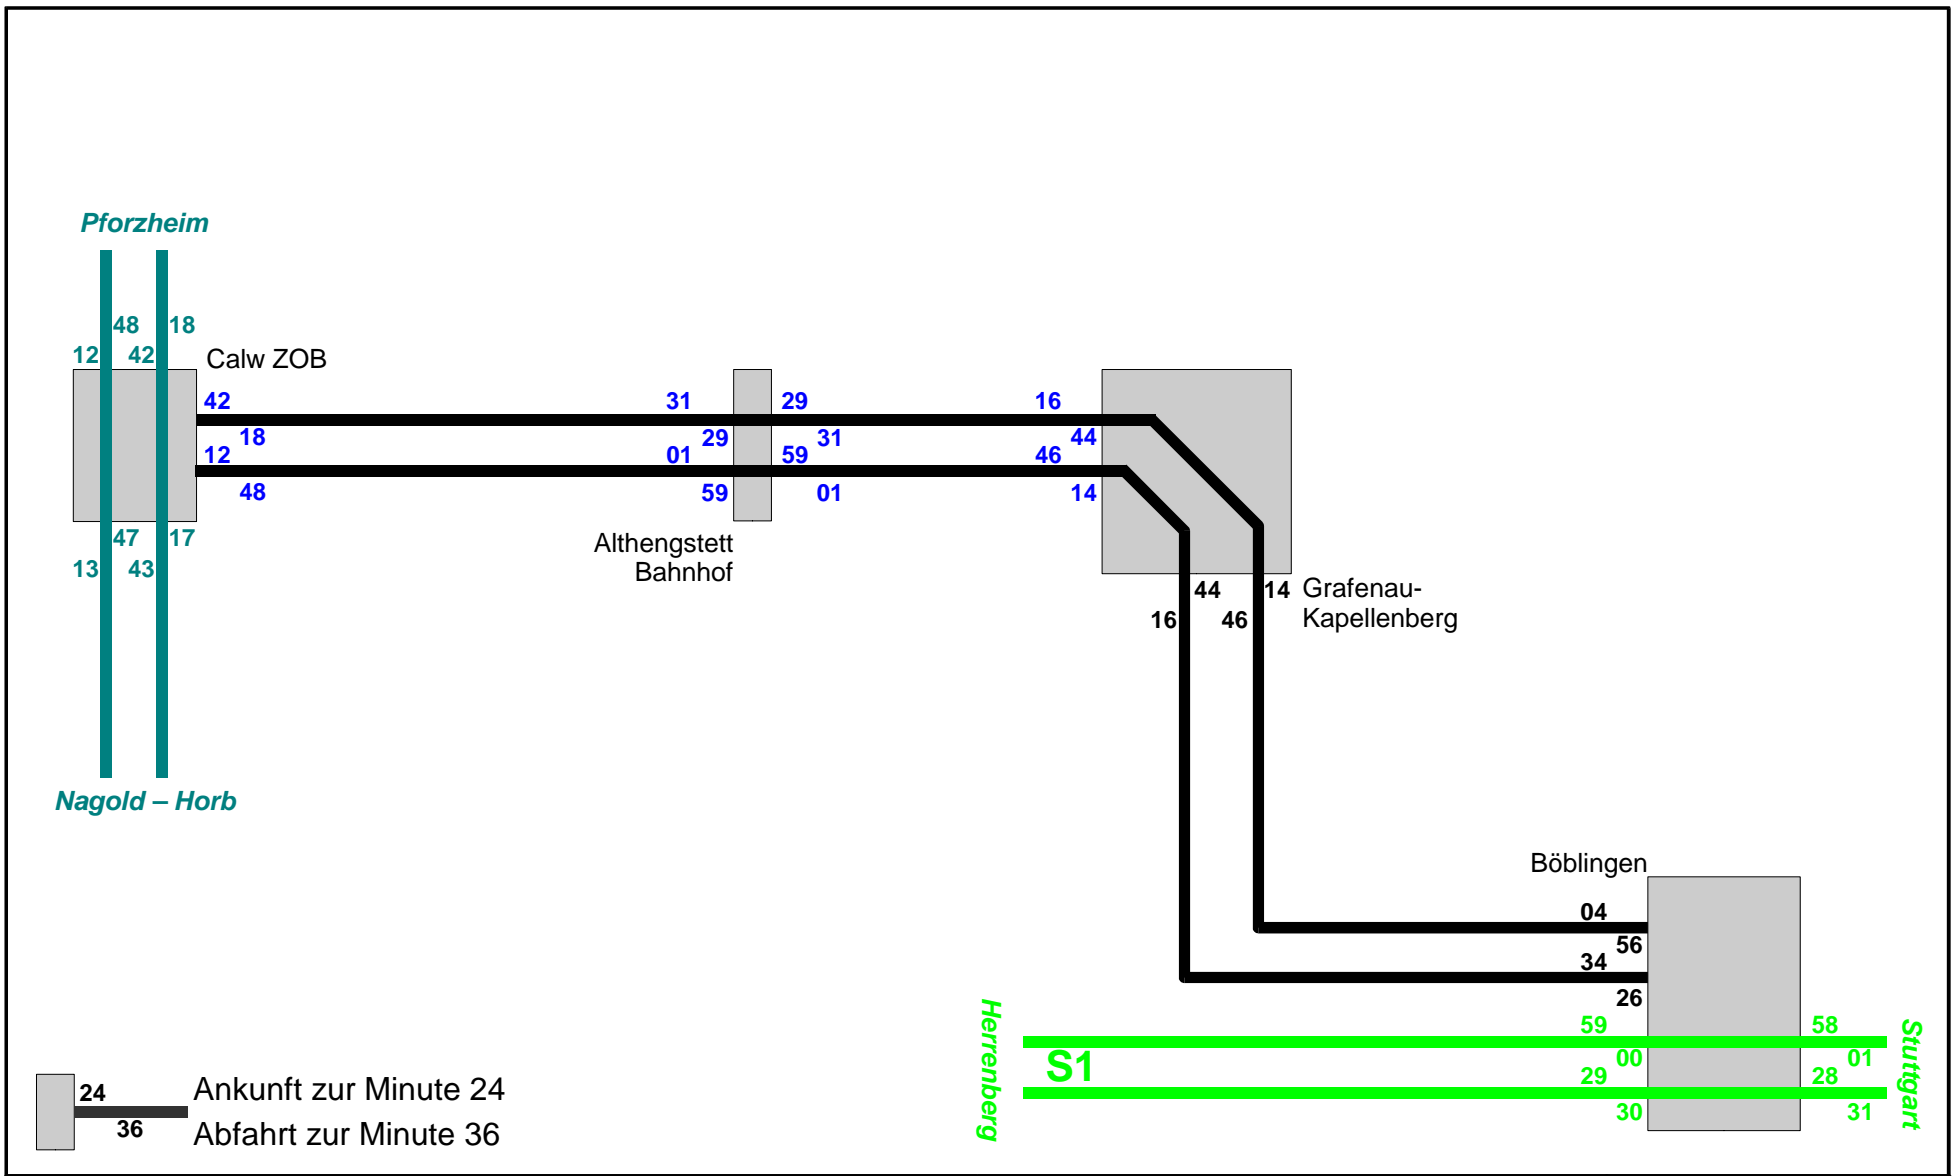 Pforzheim
48 18
12 42
Calw ZOB
42 31 29 16
18 29 31 44
12 01 59 46
48 59 01 14
47 17
13 43
Althengstett
Bahnhof
44 14
16 46
Grafenau-
Kapellenberg
Nagold – Horb
Böblingen
04
56
34
26
Herrenberg
S1
59 58
00 01
29 28
30 31
Stuttgart
24
36
Ankunft zur Minute 24
Abfahrt zur Minute 36